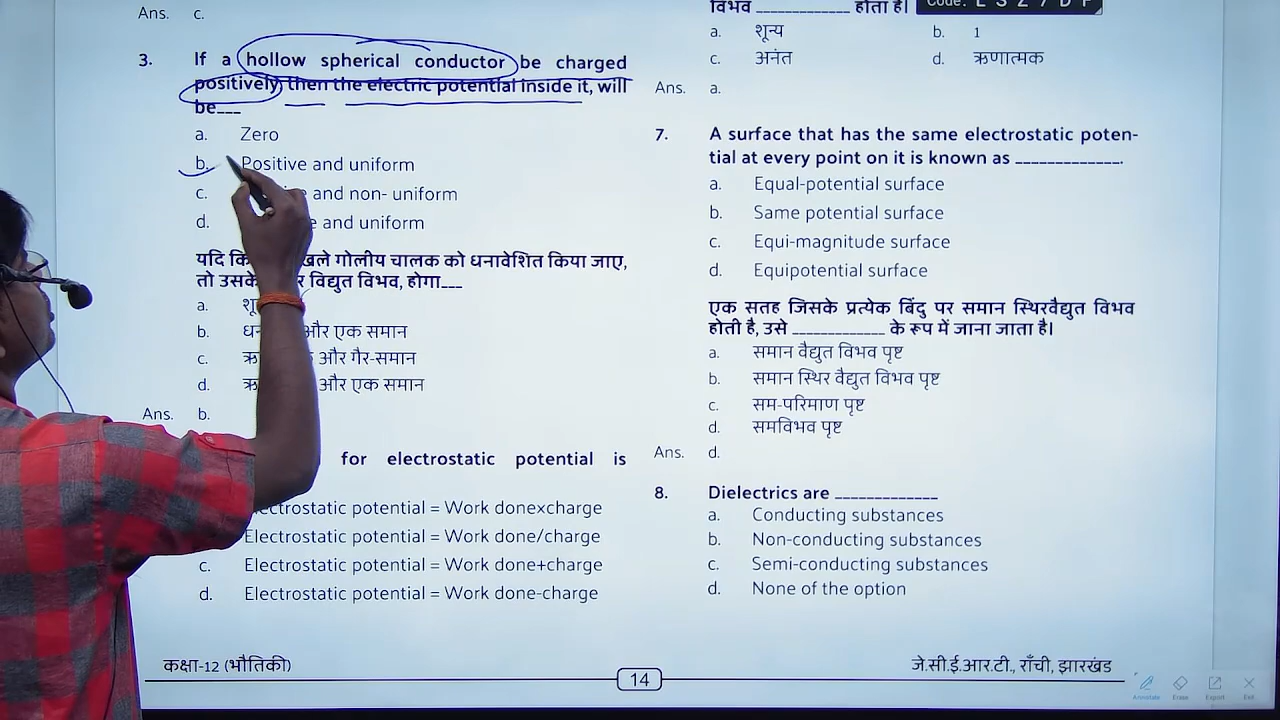 Ans. c.
3. If a hollow spherical conductor be charged
positively then the electric potential inside it, will
be___
a. Zero
b. Positive and uniform
c. and non- uniform
d. and uniform
यदि गोलीय चालक को धनावेशित किया जाए,
तो विद्युत विभव, होगा___
a.
b. और एक समान
c. और गैर-समान
d. और एक समान
Ans. b.
for electrostatic potential is
potential = Work done×charge
Electrostatic potential = Work done/charge
c. Electrostatic potential = Work done+charge
d. Electrostatic potential = Work done-charge
विभव _____________ होता है।
a. शून्य b. 1
c. अनंत d. ऋणात्मक
Ans. a.
7. A surface that has the same electrostatic poten-
tial at every point on it is known as _____________.
a. Equal-potential surface
b. Same potential surface
c. Equi-magnitude surface
d. Equipotential surface
एक सतह जिसके प्रत्येक बिंदु पर समान स्थिरवैद्युत विभव
होती है, उसे _____________ के रूप में जाना जाता है।
a. समान वैद्युत विभव पृष्ट
b. समान स्थिर वैद्युत विभव पृष्ट
c. सम-परिमाण पृष्ट
d. समविभव पृष्ट
Ans. d.
8. Dielectrics are _____________
a. Conducting substances
b. Non-conducting substances
c. Semi-conducting substances
d. None of the option
कक्षा-12 (भौतिकी)
14
जे.सी.ई.आर.टी., राँची, झारखंड
Annotate Erase Export Exit